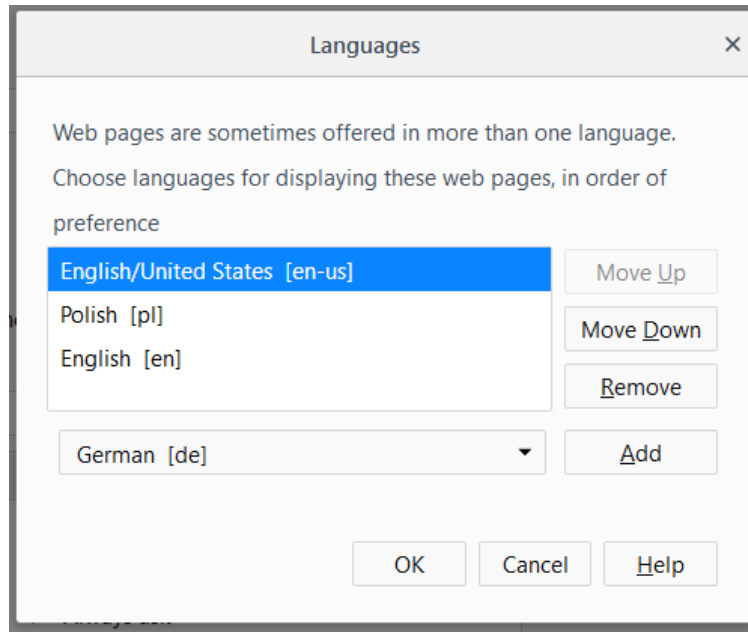 Languages
Web pages are sometimes offered in more than one language.
Choose languages for displaying these web pages, in order of
preference
English/United States [en-us]
Move Up
Polish [pl]
Move Down
English [en]
Remove
German [de]
Add
OK
Cancel
Help